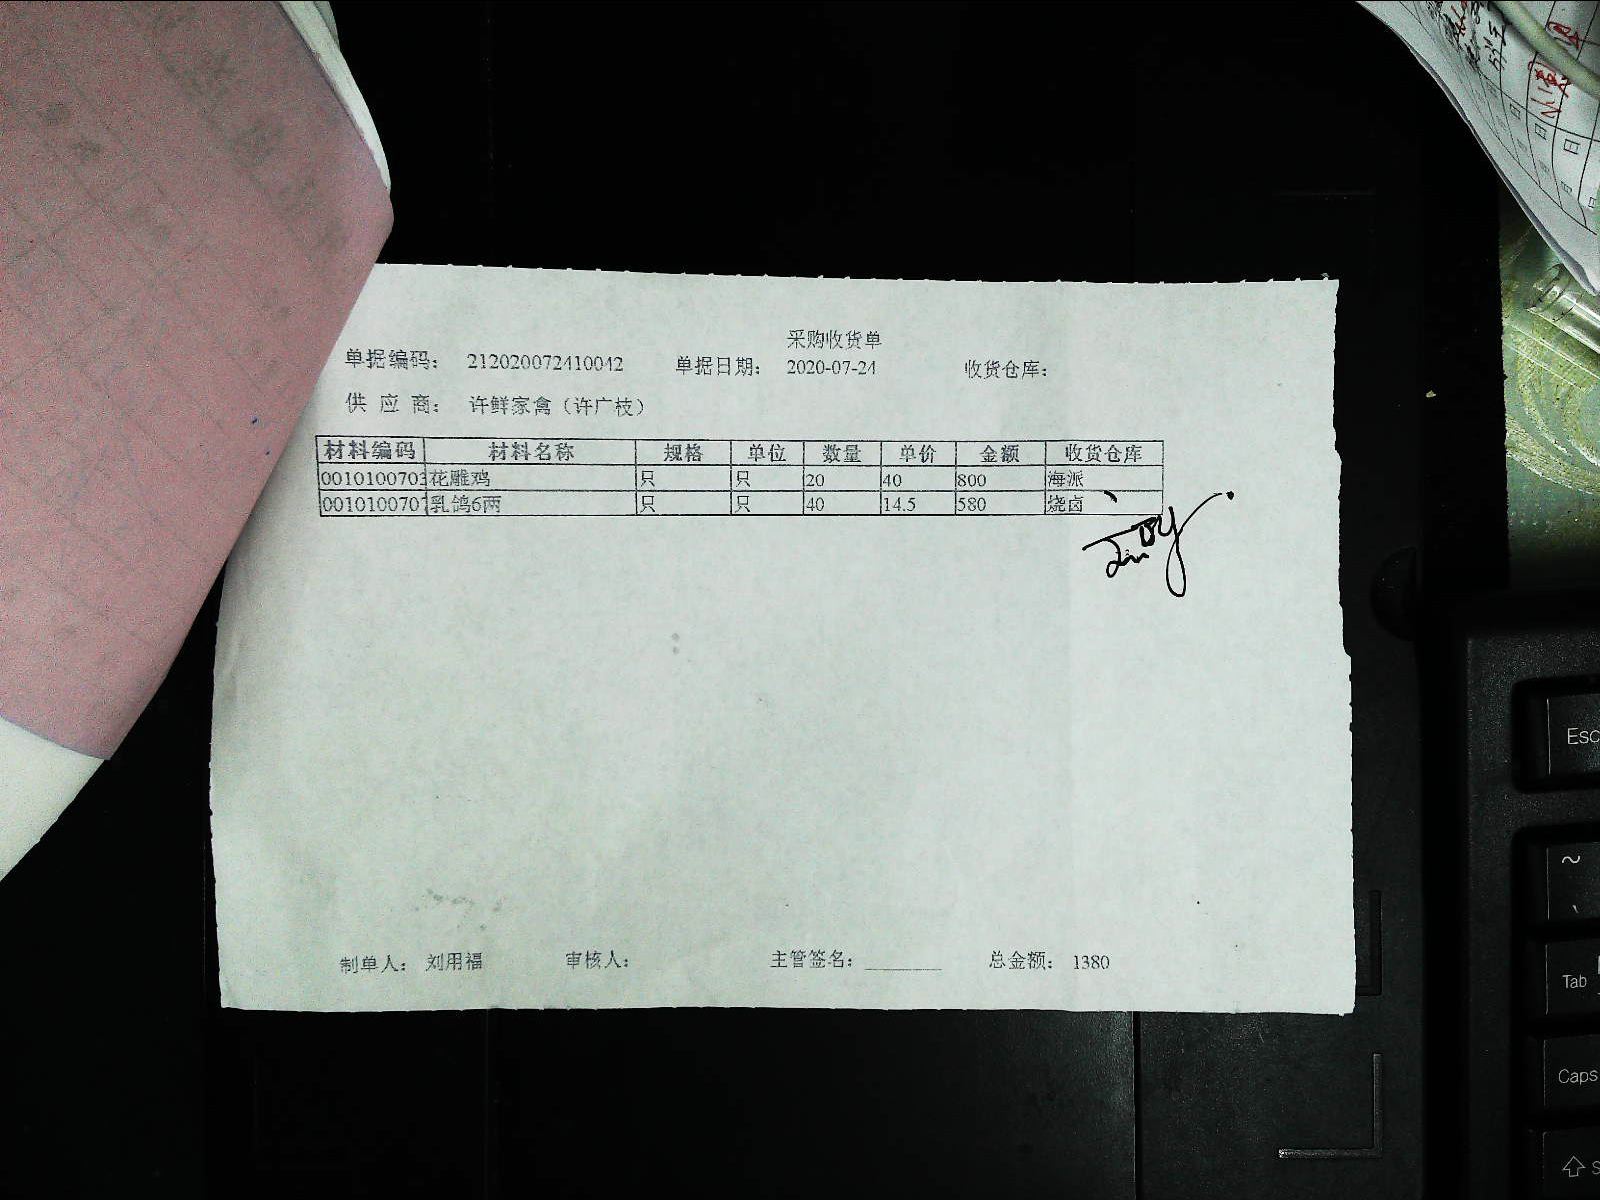 采购收货单
单据编码： 212020072410042 单据日期： 2020-07-24 收货仓库：
供 应 商： 许鲜家禽（许广枝）
材料编码 材料名称 规格 单位 数量 单价 金额 收货仓库
0010100703 花雕鸡 只 只 20 40 800 海派
0010100707 乳鸽6两 只 只 40 14.5 580 烧卤
制单人： 刘用福 审核人： 主管签名： 总金额： 1380
Esc
~
Tab
Caps